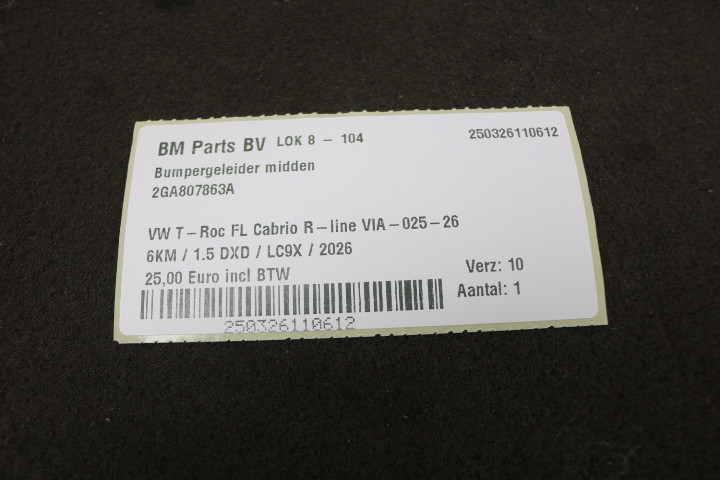 BM Parts BV LOK 8 - 104 250326110612
Bumpergeleider midden
2GA807863A
VW T-Roc FL Cabrio R-line VIA-025-26
6KM / 1.5 DXD / LC9X / 2026
25,00 Euro incl BTW Verz: 10
Aantal: 1
250326110612